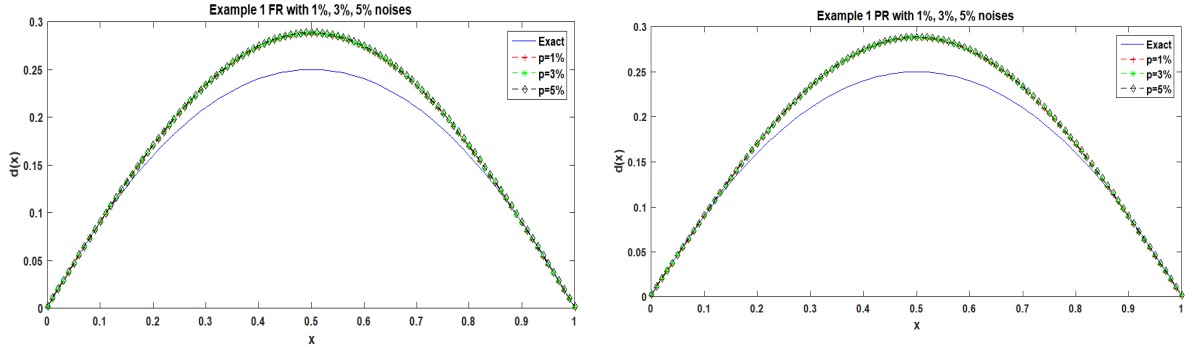 Example 1 FR with 1%, 3%, 5% noises
0.3
0.25
0.2
0.15
0.1
0.05
0
d(x)
Exact
p=1%
p=3%
p=5%
0 0.1 0.2 0.3 0.4 0.5 0.6 0.7 0.8 0.9 1
x
Example 1 PR with 1%, 3%, 5% noises
0.3
0.25
0.2
0.15
0.1
0.05
0
d(x)
Exact
p=1%
p=3%
p=5%
0 0.1 0.2 0.3 0.4 0.5 0.6 0.7 0.8 0.9 1
x